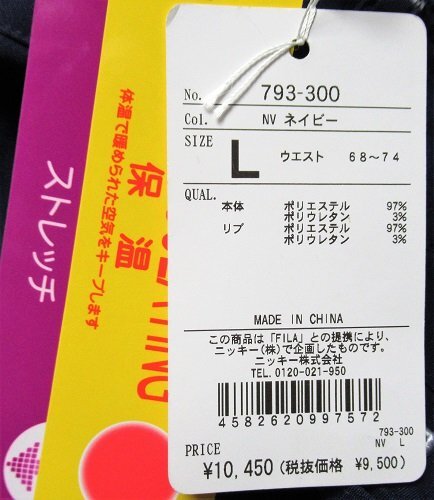 ストレッチ
体温で暖められた空気をキープします
保温
ING
No. 793-300
Col. NV ネイビー
SIZE L ウエスト 68~74
QUAL.
本体 ポリエステル 97%
ポリウレタン 3%
リブ ポリエステル 97%
ポリウレタン 3%
MADE IN CHINA
この商品は「FILA」との提携により、
ニッキー(株)で企画したものです。
ニッキー株式会社
TEL. 0120-021-950
4582620997572
793-300
NV L
PRICE
¥10,450(税抜価格 ¥9,500)